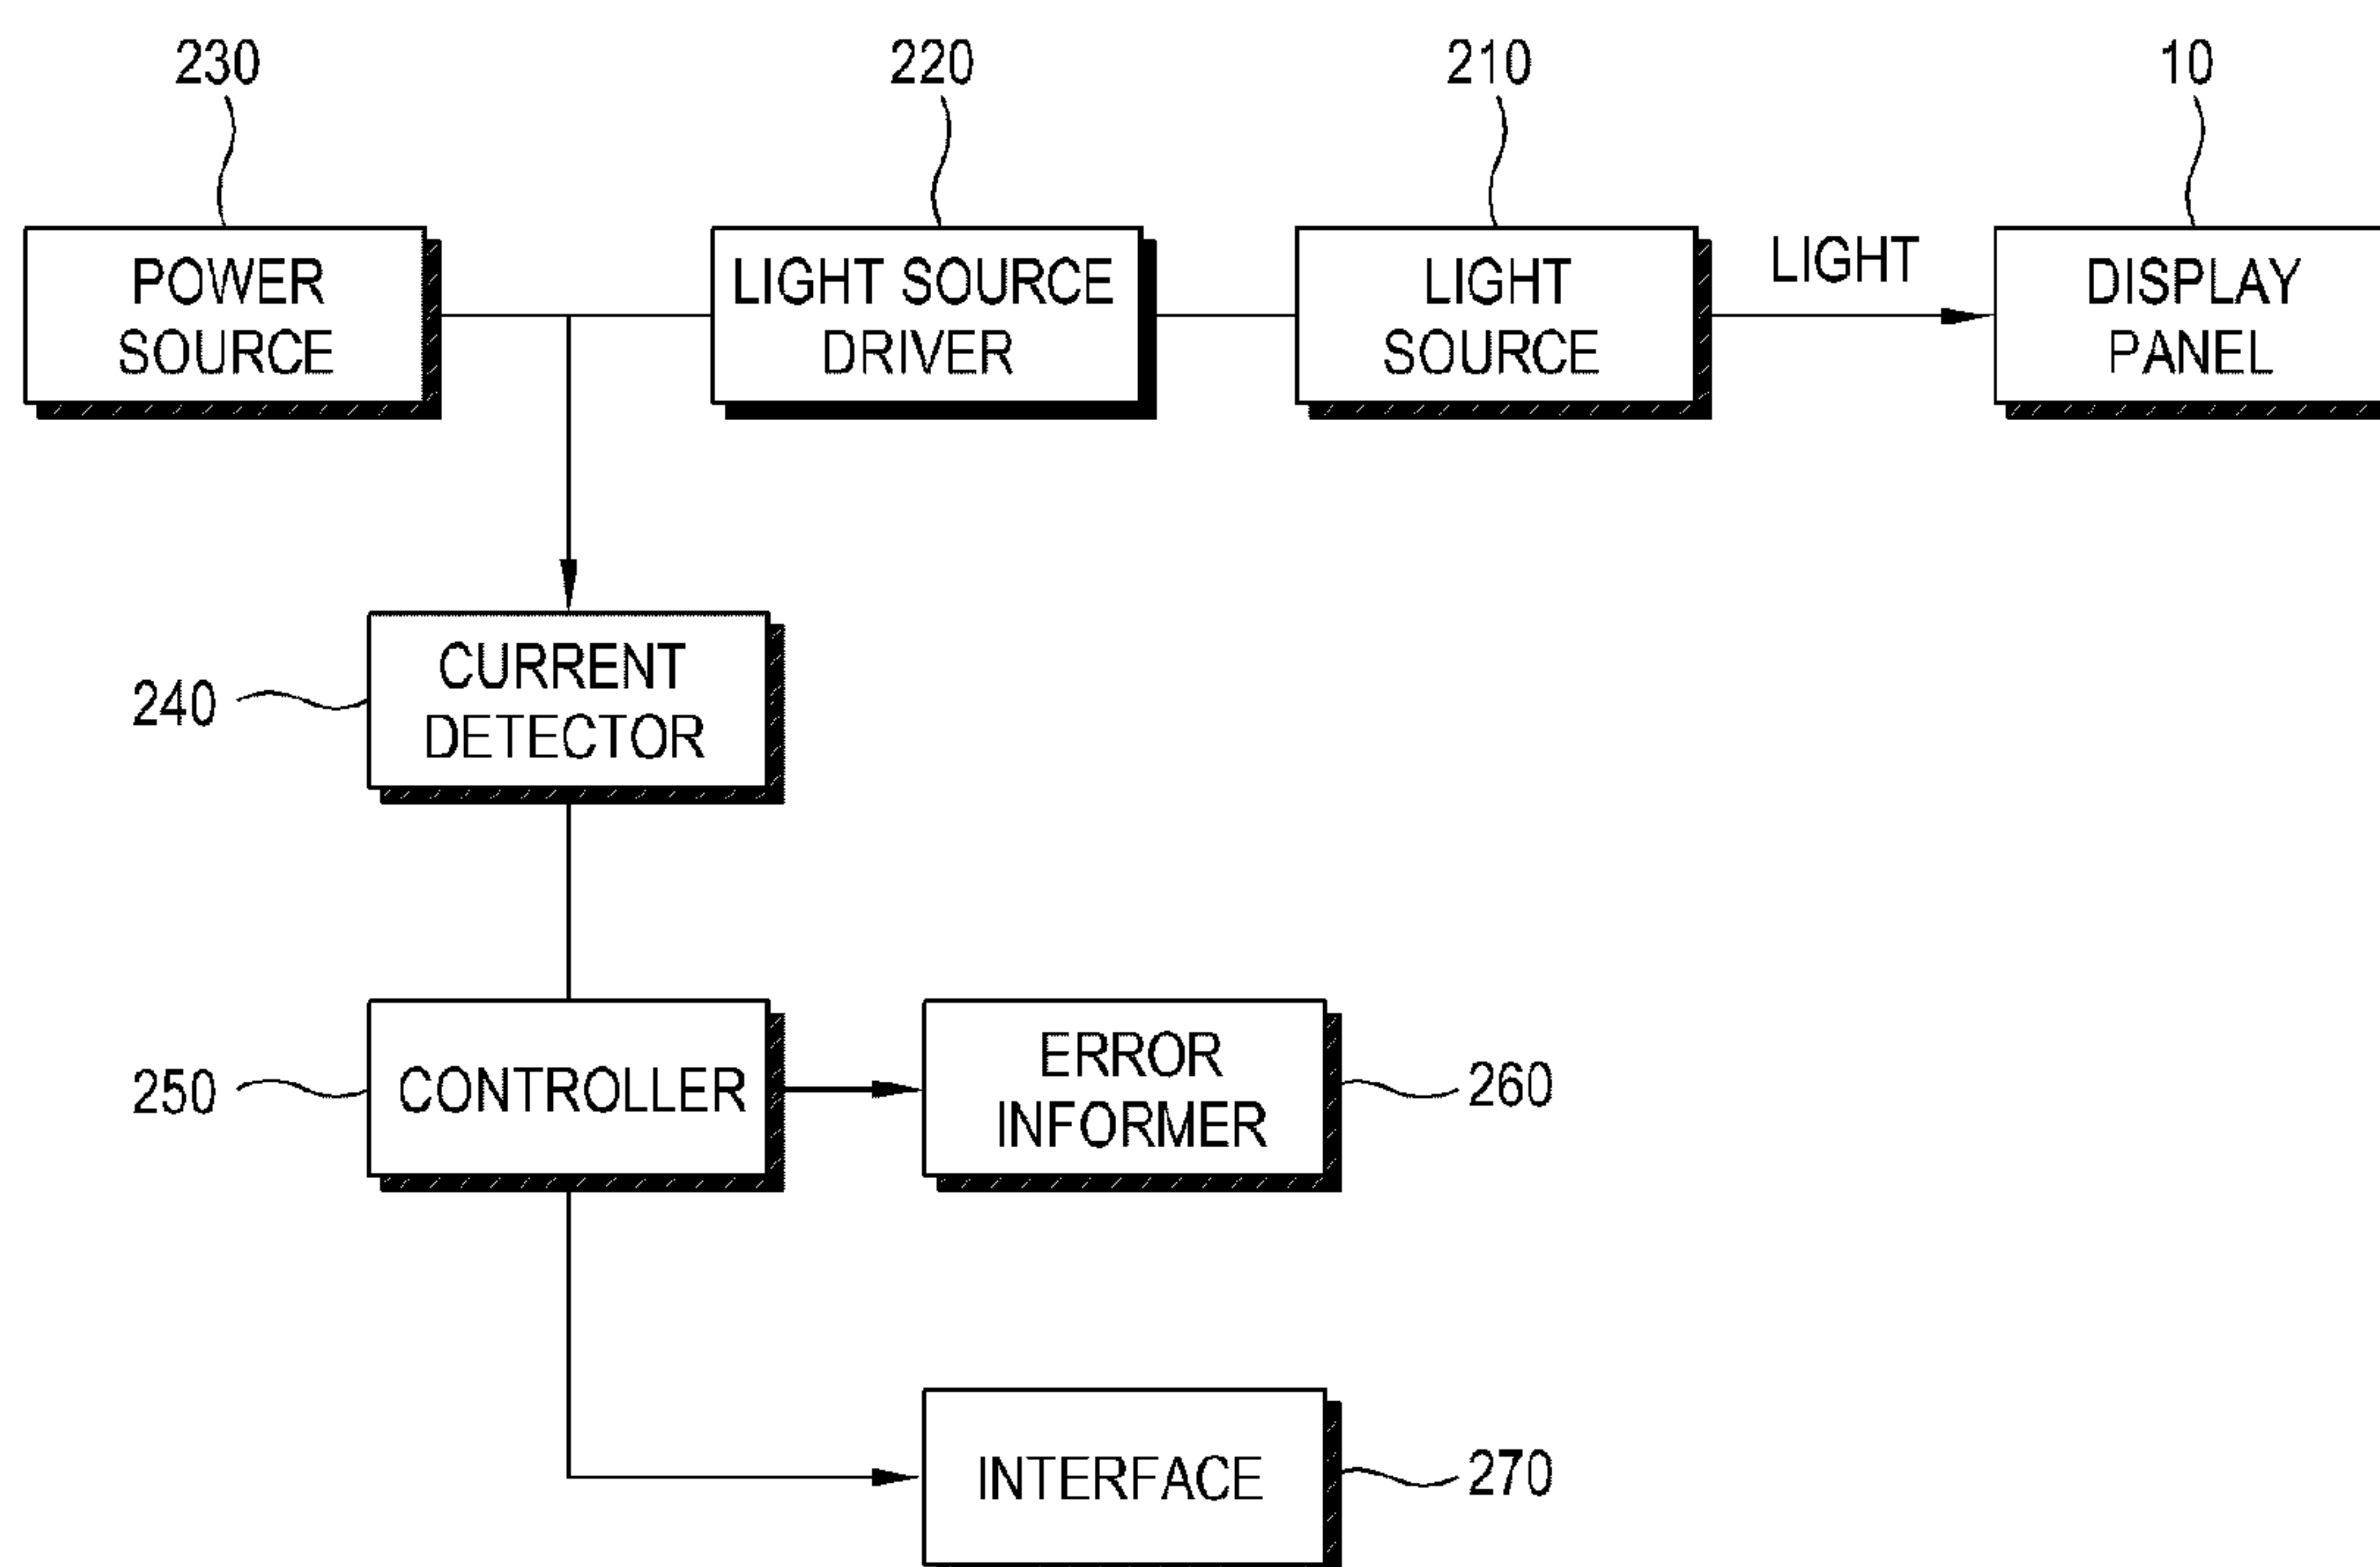 230
220
210
10
POWER
SOURCE
LIGHT SOURCE
DRIVER
LIGHT
SOURCE
LIGHT
DISPLAY
PANEL
240
CURRENT
DETECTOR
250
CONTROLLER
ERROR
INFORMER
260
INTERFACE
270